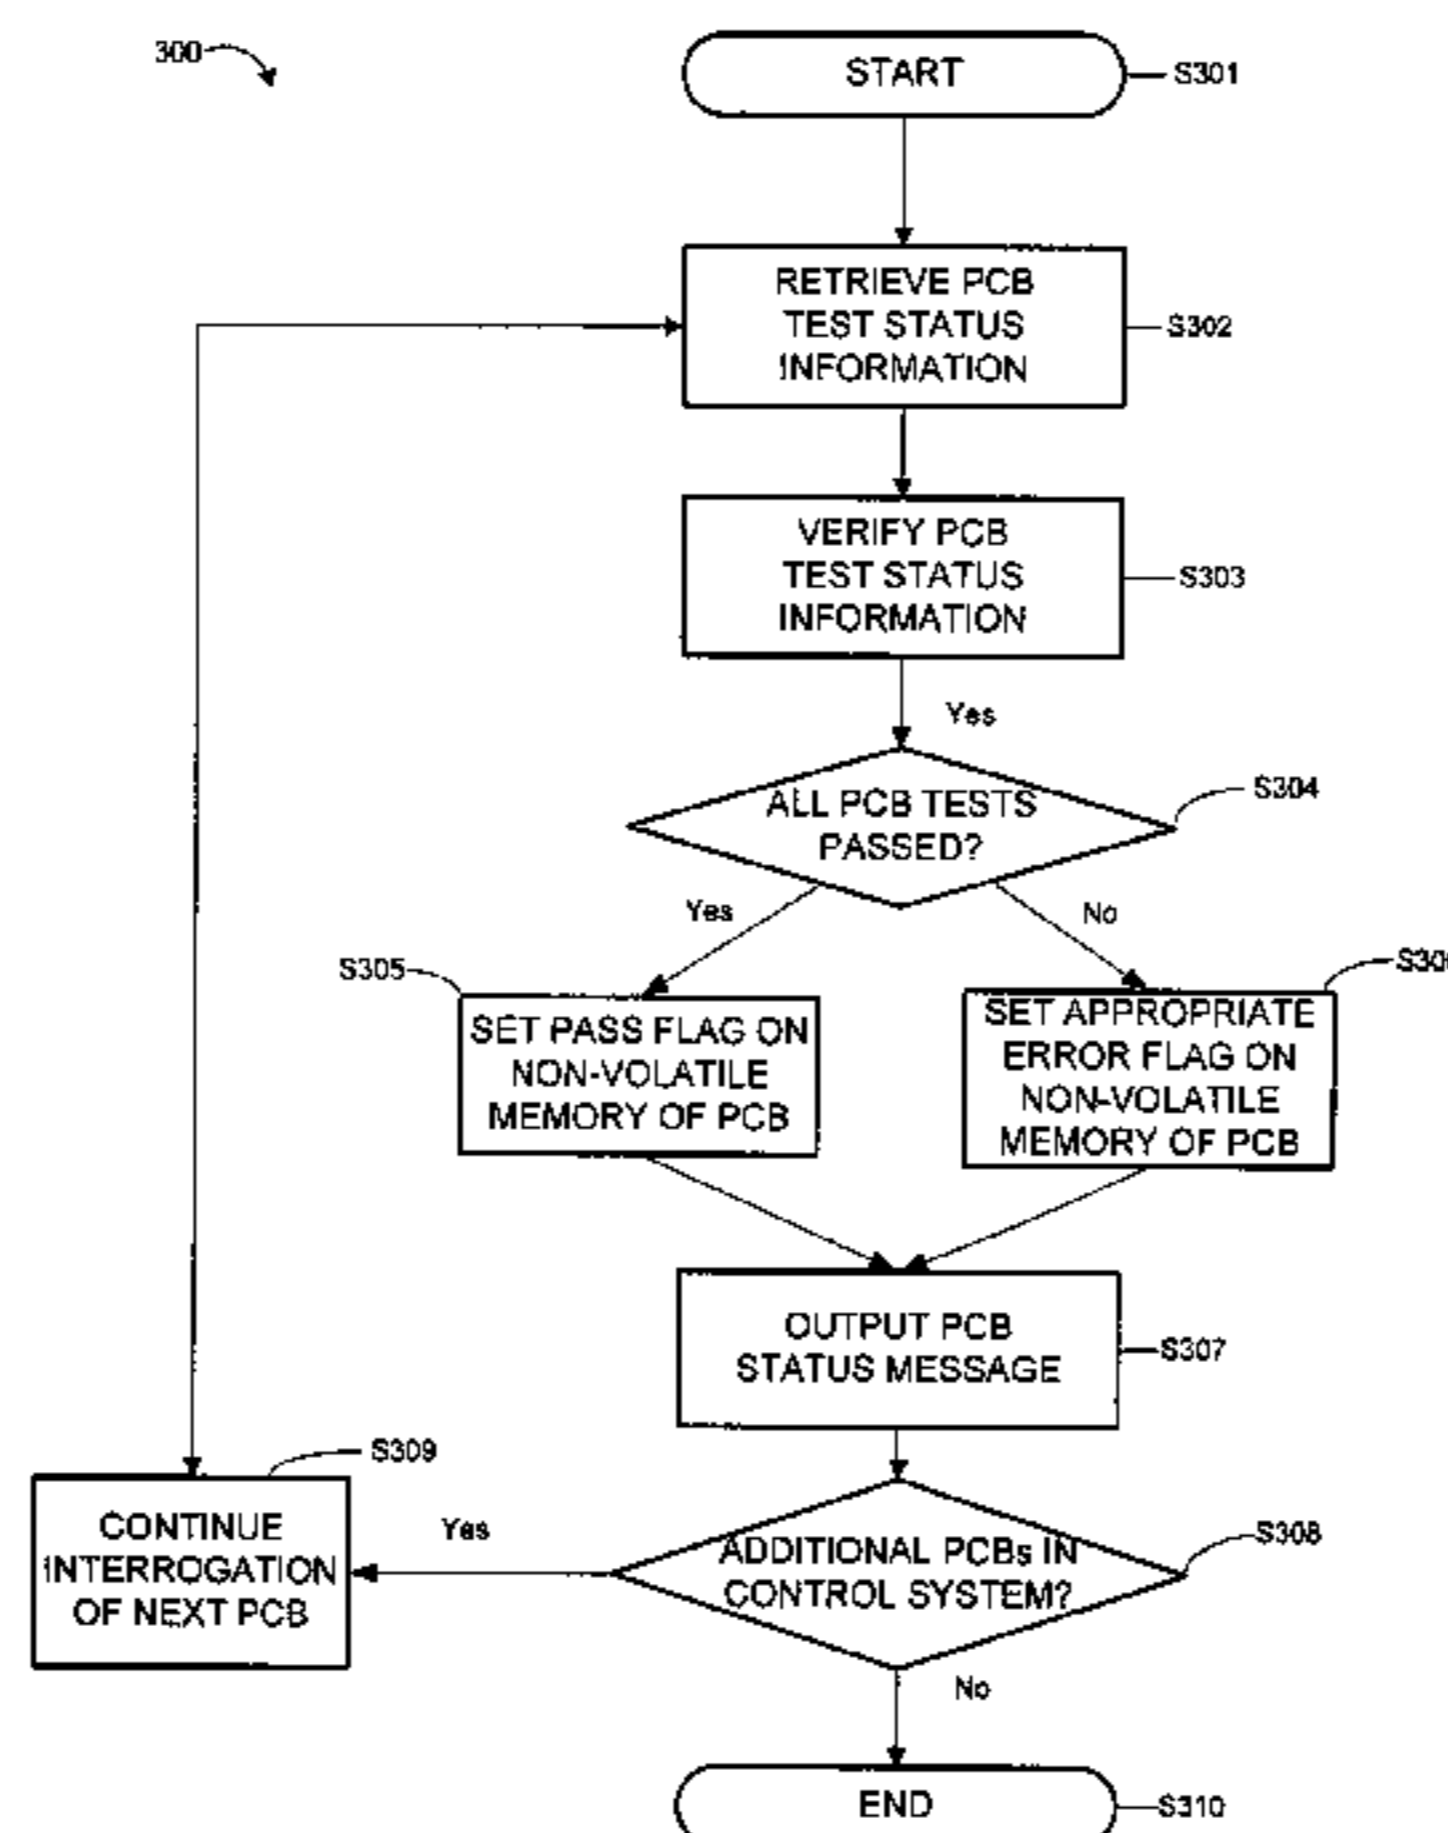 300
START
S301
RETRIEVE PCB
TEST STATUS
INFORMATION
S302
VERIFY PCB
TEST STATUS
INFORMATION
S303
Yes
ALL PCB TESTS
PASSED?
S304
Yes
No
S305
SET PASS FLAG ON
NON-VOLATILE
MEMORY OF PCB
SET APPROPRIATE
ERROR FLAG ON
NON-VOLATILE
MEMORY OF PCB
OUTPUT PCB
STATUS MESSAGE
S307
S309
CONTINUE
INTERROGATION
OF NEXT PCB
Yes
ADDITIONAL PCBs IN
CONTROL SYSTEM?
S308
No
END
S310